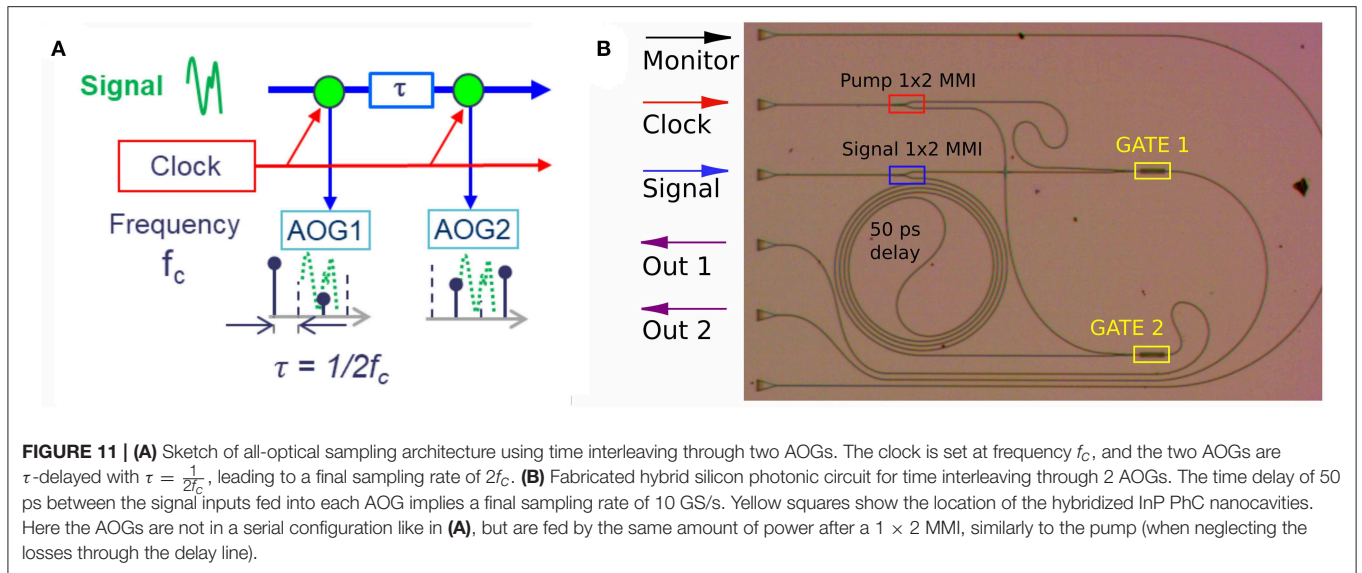 A
Signal
τ
Clock
Frequency
f_c
AOG1
AOG2
τ = 1/2f_c
B
Monitor
Clock
Signal
Out 1
Out 2
Pump 1x2 MMI
Signal 1x2 MMI
GATE 1
50 ps
delay
GATE 2
FIGURE 11 | (A) Sketch of all-optical sampling architecture using time interleaving through two AOGs. The clock is set at frequency f_C, and the two AOGs are
τ-delayed with τ = 1/2f_C, leading to a final sampling rate of 2f_C. (B) Fabricated hybrid silicon photonic circuit for time interleaving through 2 AOGs. The time delay of 50
ps between the signal inputs fed into each AOG implies a final sampling rate of 10 GS/s. Yellow squares show the location of the hybridized InP PhC nanocavities.
Here the AOGs are not in a serial configuration like in (A), but are fed by the same amount of power after a 1 × 2 MMI, similarly to the pump (when neglecting the
losses through the delay line).